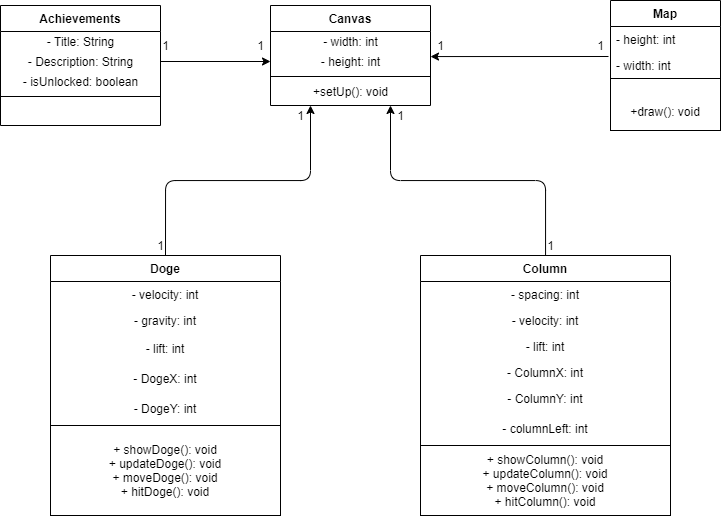 Achievements
- Title: String
- Description: String
- isUnlocked: boolean
1
1
Canvas
- width: int
- height: int
+setUp(): void
1
1
Map
- height: int
- width: int
+draw(): void
1
1
1
1
Doge
- velocity: int
- gravity: int
- lift: int
- DogeX: int
- DogeY: int
+ showDoge(): void
+ updateDoge(): void
+ moveDoge(): void
+ hitDoge(): void
Column
- spacing: int
- velocity: int
- lift: int
- ColumnX: int
- ColumnY: int
- columnLeft: int
+ showColumn(): void
+ updateColumn(): void
+ moveColumn(): void
+ hitColumn(): void